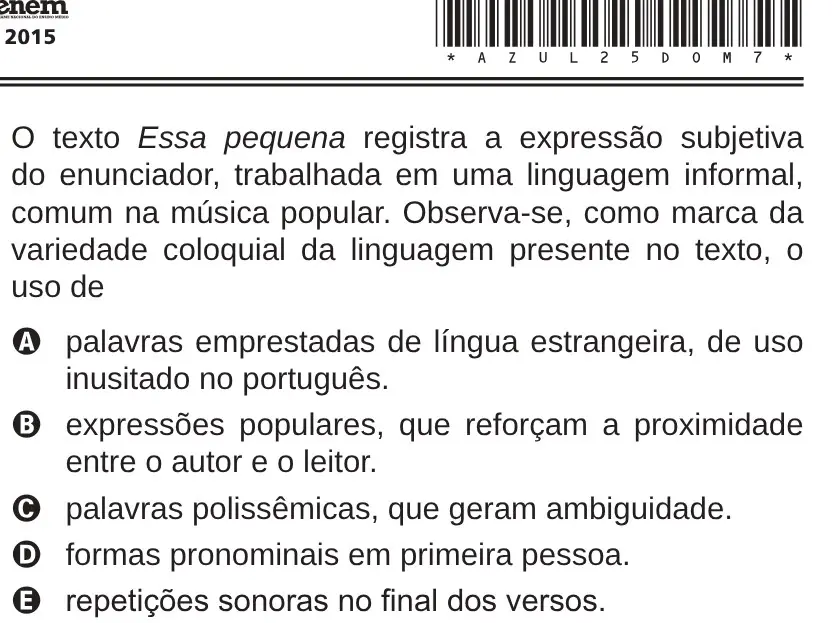 enem
2015
*AZUL25DOM7*
O texto Essa pequena registra a expressão subjetiva
do enunciador, trabalhada em uma linguagem informal,
comum na música popular. Observa-se, como marca da
variedade coloquial da linguagem presente no texto, o
uso de
A palavras emprestadas de língua estrangeira, de uso
inusitado no português.
B expressões populares, que reforçam a proximidade
entre o autor e o leitor.
C palavras polissêmicas, que geram ambiguidade.
D formas pronominais em primeira pessoa.
E repetições sonoras no final dos versos.